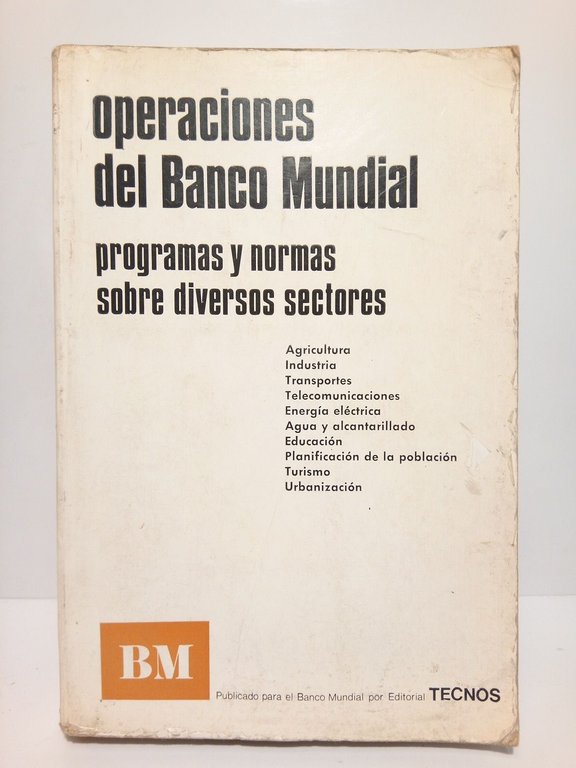 operaciones
del Banco Mundial
programas y normas
sobre diversos sectores
Agricultura
Industria
Transportes
Telecomunicaciones
Energía eléctrica
Agua y alcantarillado
Educación
Planificación de la población
Turismo
Urbanización
BM
Publicado para el Banco Mundial por Editorial TECNOS